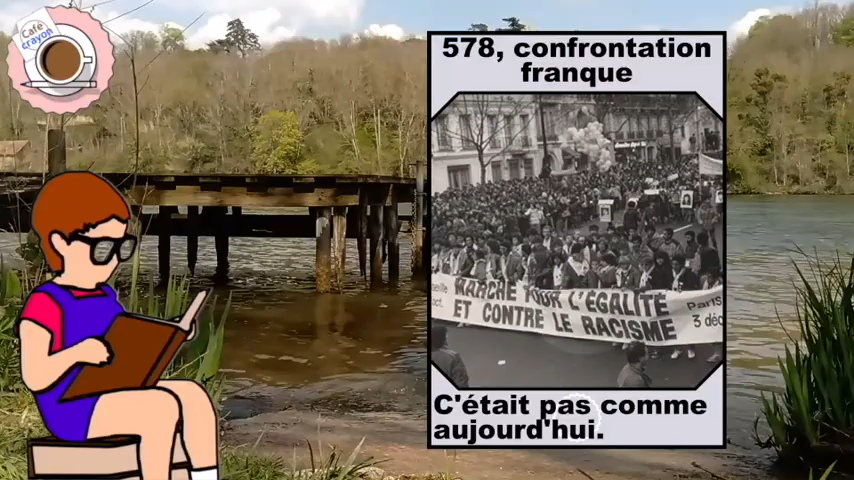 Café
crayon
578, confrontation
franque
MARCHE POUR L'ÉGALITÉ
ET CONTRE LE RACISME
Paris
3 déc
C'était pas comme
aujourd'hui.